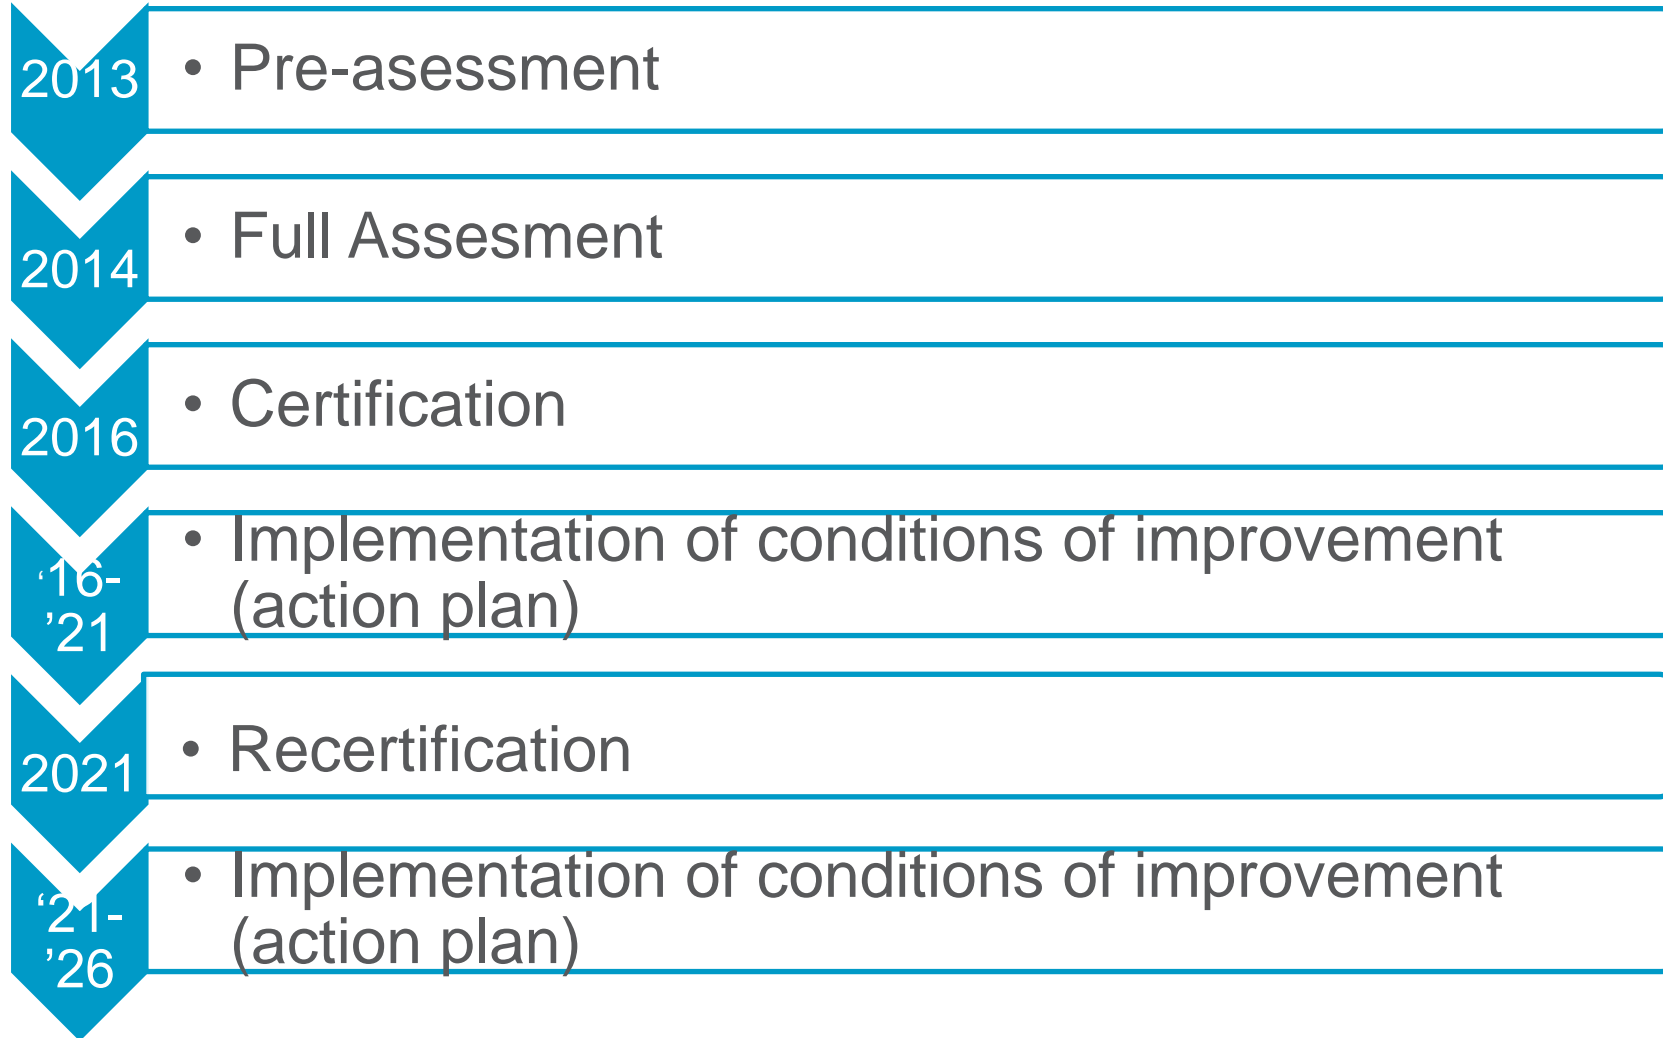 2013
• Pre-asessment
2014
• Full Assesment
2016
• Certification
‘16-
’21
• Implementation of conditions of improvement
(action plan)
2021
• Recertification
‘21-
’26
• Implementation of conditions of improvement
(action plan)